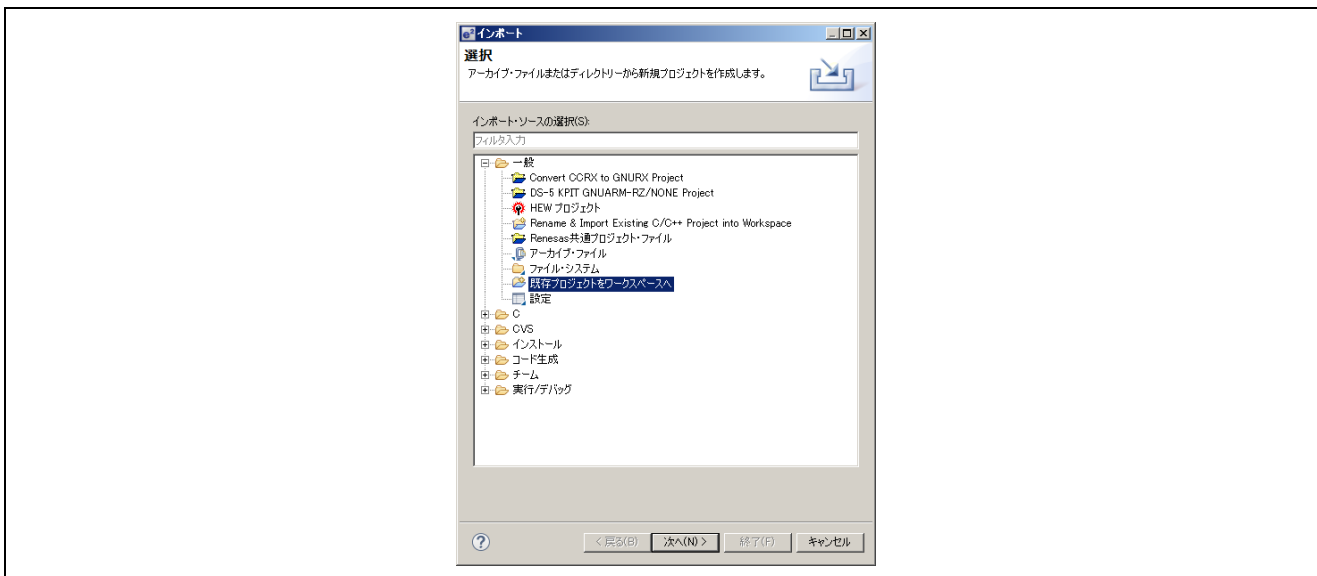 e² インポート
選択
アーカイブ・ファイルまたはディレクトリーから新規プロジェクトを作成します。
インポート・ソースの選択(S):
フィルタ入力
一般
Convert CCRX to GNURX Project
DS-5 KPIT GNUARM-RZ/NONE Project
HEW プロジェクト
Rename & Import Existing C/C++ Project into Workspace
Renesas共通プロジェクト・ファイル
アーカイブ・ファイル
ファイル・システム
既存プロジェクトをワークスペースへ
設定
C
CVS
インストール
コード生成
チーム
実行/デバッグ
< 戻る(B) 次へ(N) > 終了(F) キャンセル